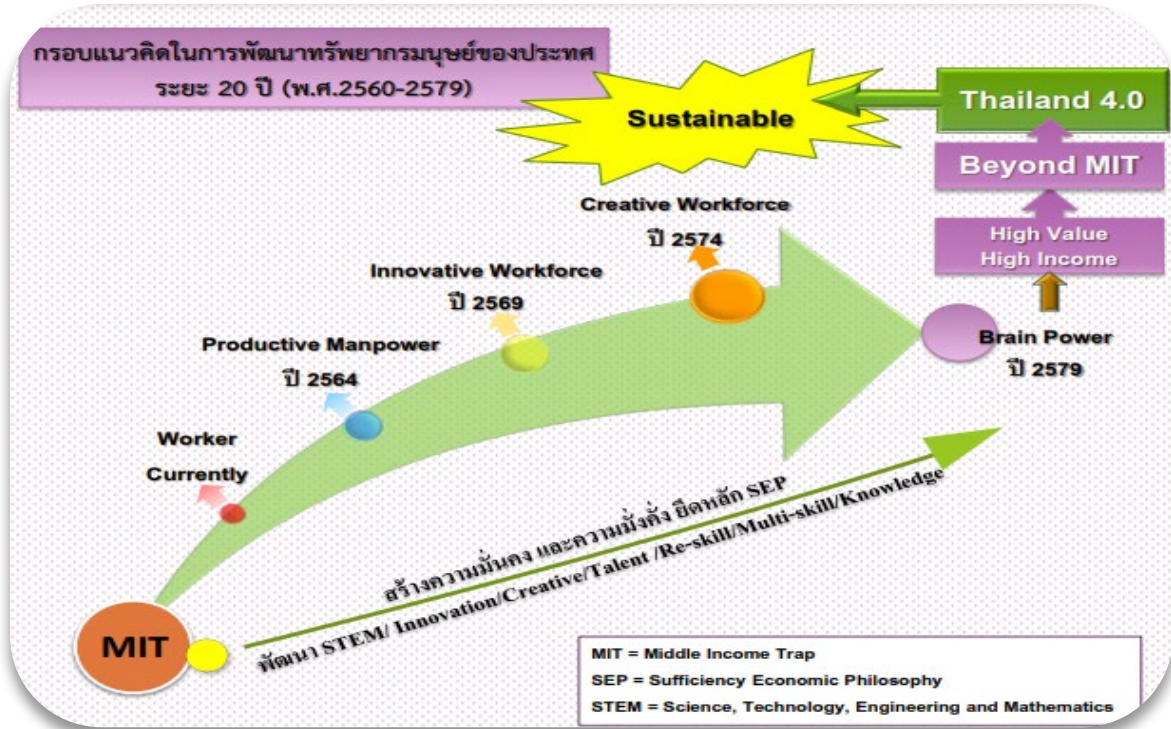 กรอบแนวคิดในการพัฒนาทรัพยากรมนุษย์ของประทศ
ระยะ 20 ปี (พ.ศ.2560-2579)
Sustainable
Thailand 4.0
Beyond MIT
High Value
High Income
Brain Power
ปี 2579
Creative Workforce
ปี 2574
Innovative Workforce
ปี 2569
Productive Manpower
ปี 2564
Worker
Currently
MIT
สร้างความมั่นคง และความมั่งคั่ง ยึดหลัก SEP
พัฒนา STEM/ Innovation/Creative/Talent /Re-skill/Multi-skill/Knowledge
MIT = Middle Income Trap
SEP = Sufficiency Economic Philosophy
STEM = Science, Technology, Engineering and Mathematics